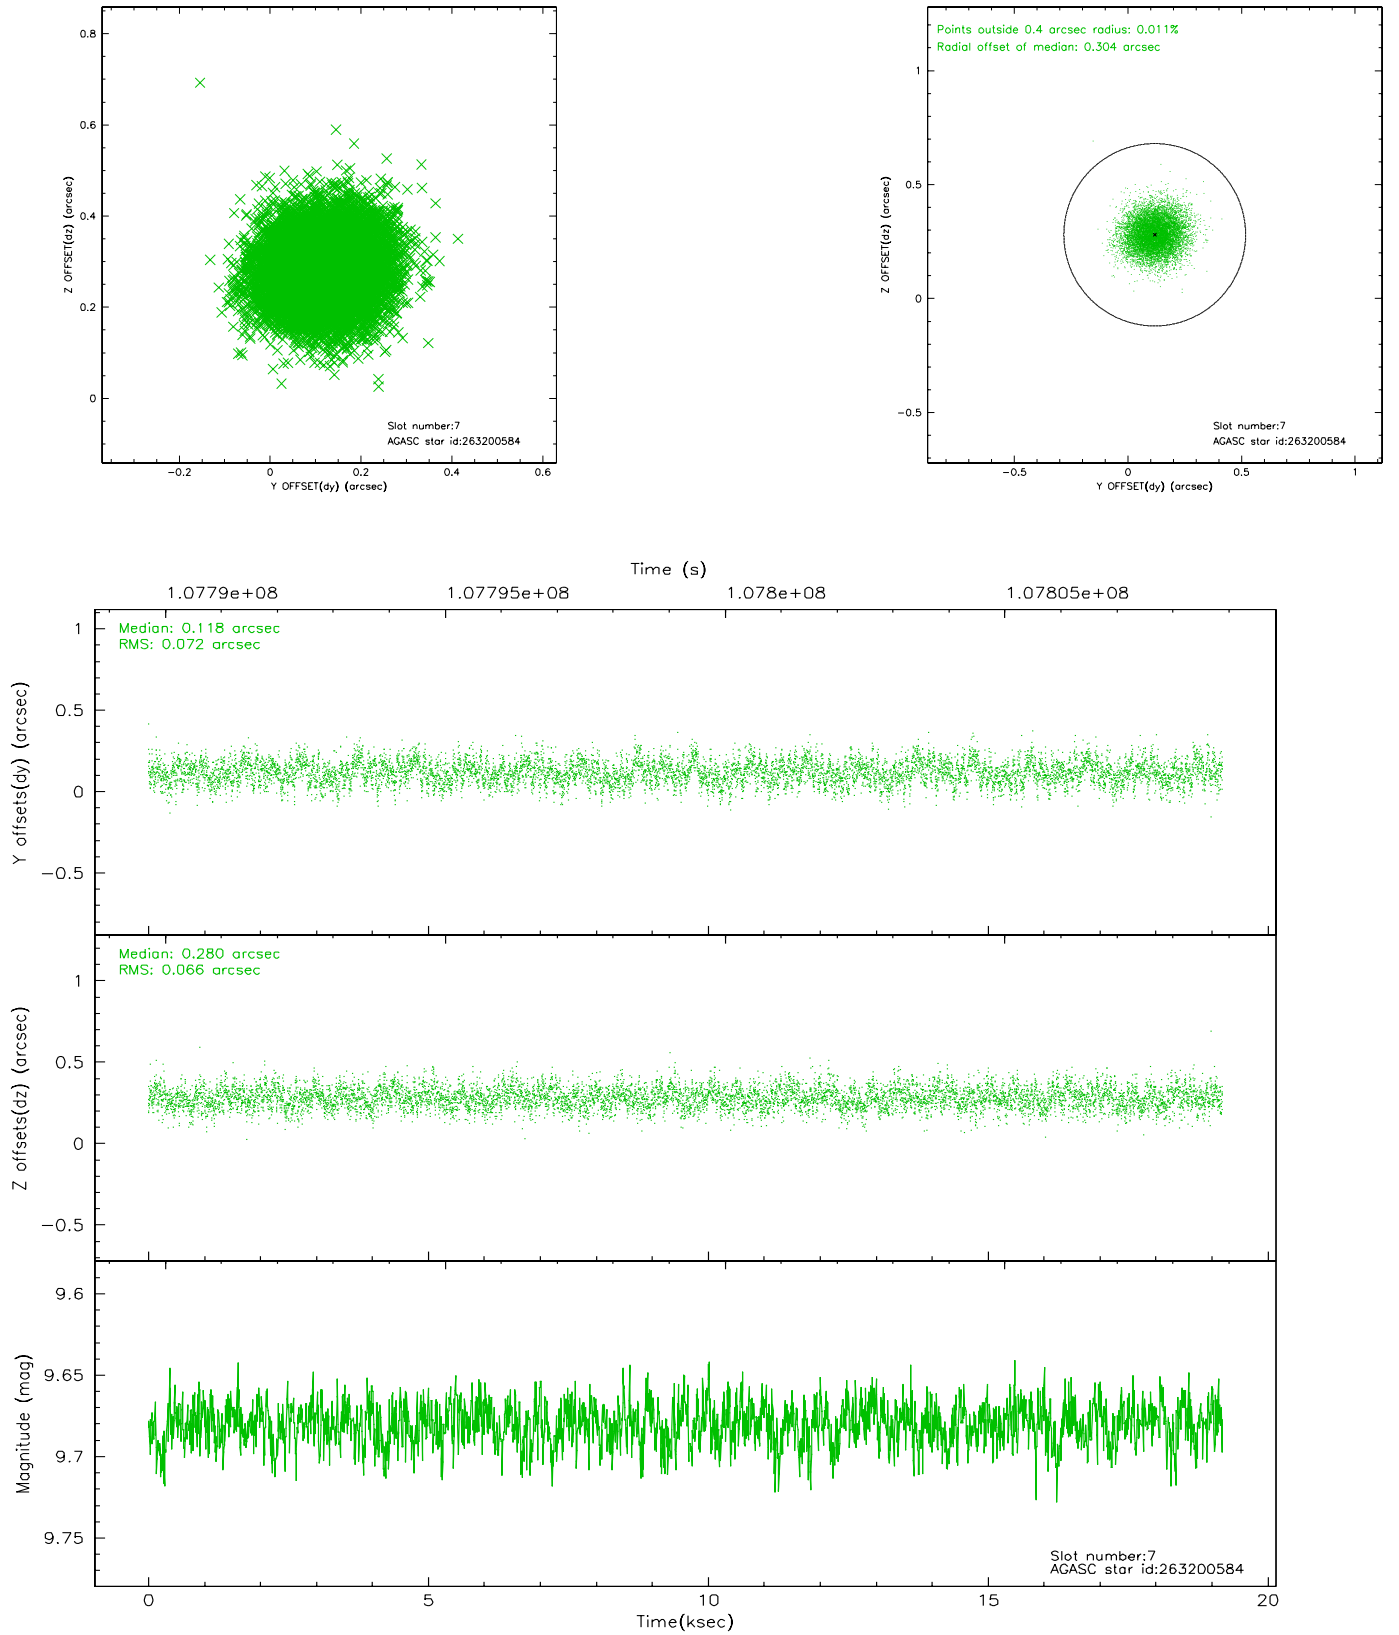 0.8
0.6
0.4
0.2
0
Z OFFSET(dz) (arcsec)
-0.2
0
0.2
0.4
0.6
Y OFFSET(dy) (arcsec)
Slot number:7
AGASC star id:263200584
Points outside 0.4 arcsec radius: 0.011%
Radial offset of median: 0.304 arcsec
1
0.5
0
-0.5
Z OFFSET(dz) (arcsec)
-0.5
0
0.5
1
Y OFFSET(dy) (arcsec)
Slot number:7
AGASC star id:263200584
Time (s)
1.0779e+08
1.07795e+08
1.078e+08
1.07805e+08
Median: 0.118 arcsec
RMS: 0.072 arcsec
1
0.5
0
-0.5
Y offsets(dy) (arcsec)
Median: 0.280 arcsec
RMS: 0.066 arcsec
1
0.5
0
-0.5
Z offsets(dz) (arcsec)
9.6
9.65
9.7
9.75
Magnitude (mag)
Slot number:7
AGASC star id:263200584
0
5
10
15
20
Time(ksec)